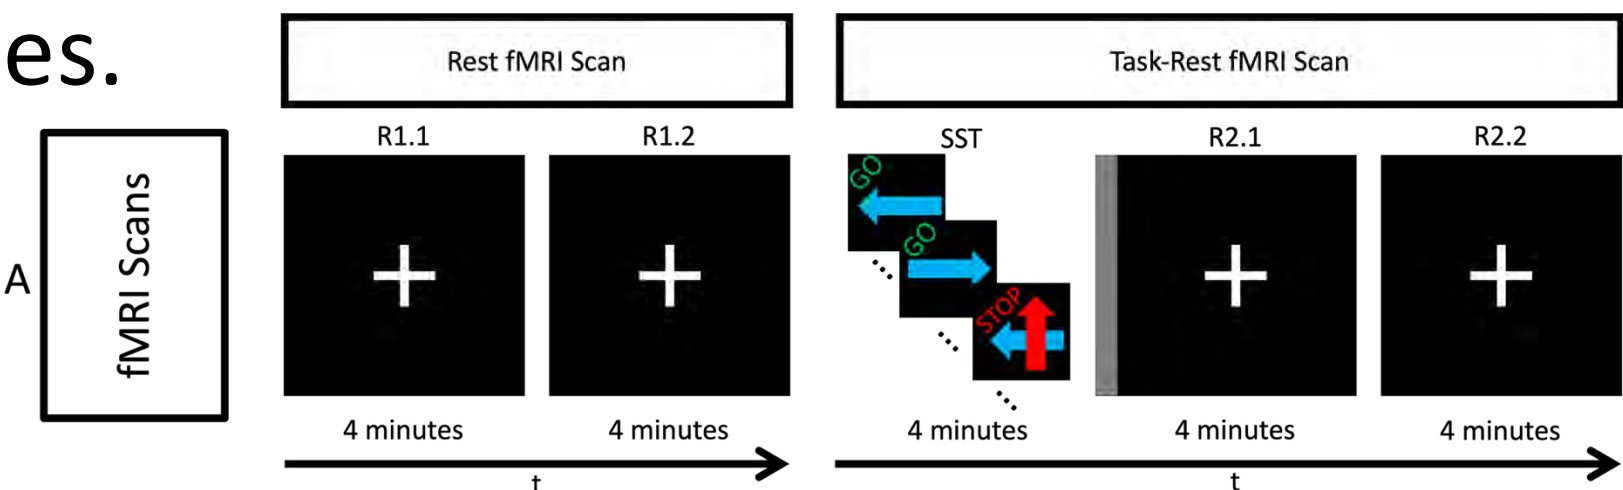 es.
Rest fMRI Scan
Task-Rest fMRI Scan
A
fMRI Scans
R1.1
R1.2
SST
R2.1
R2.2
GO
GO
STOP
4 minutes
4 minutes
4 minutes
4 minutes
4 minutes
t
t